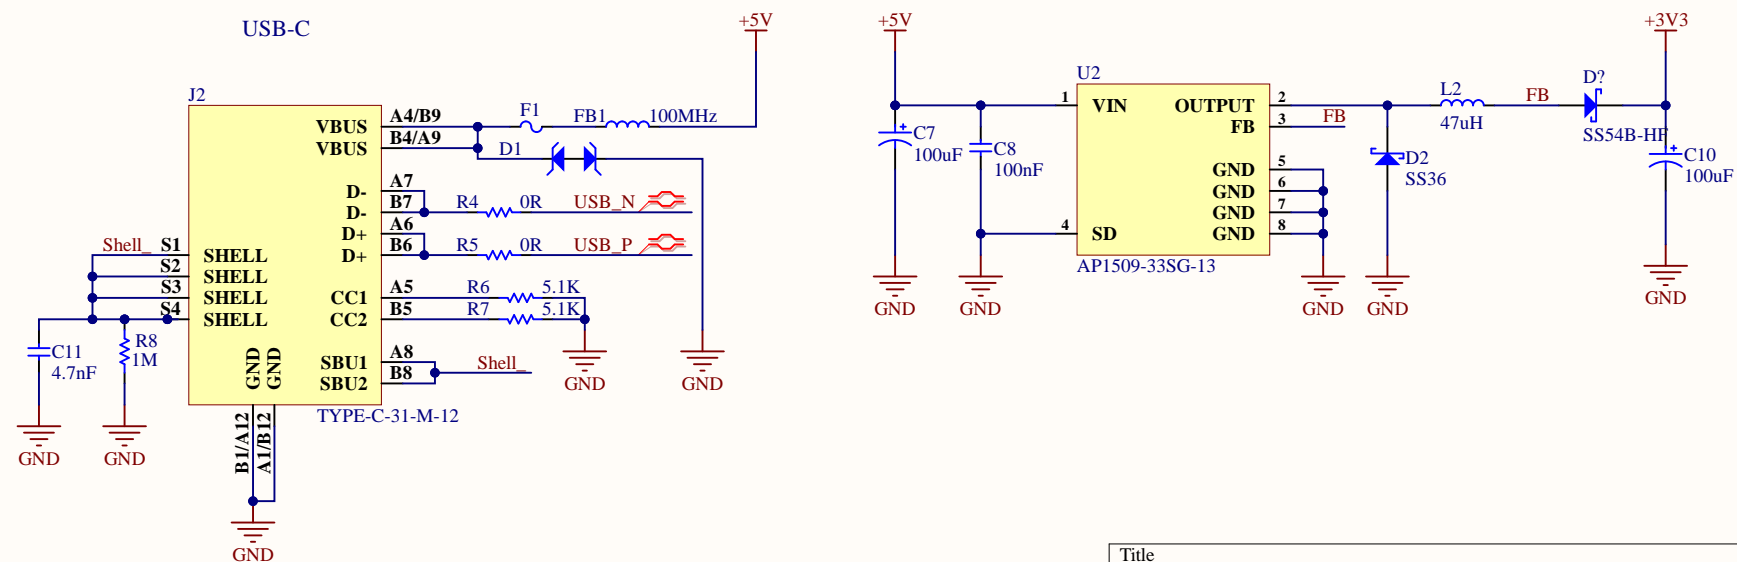 USB-C
+5V
J2
A4/B9
VBUS
B4/A9
VBUS
F1
FB1
100MHz
D1
A7
D-
B7
D-
R4
0R
USB_N
A6
D+
B6
D+
R5
0R
USB_P
Shell_
S1
SHELL
S2
SHELL
S3
SHELL
S4
SHELL
A5
CC1
R6
5.1K
B5
CC2
R7
5.1K
GND
GND
A8
SBU1
B8
SBU2
Shell_
C11
4.7nF
R8
1M
GND
GND
GND
GND
B1/A12
A1/B12
TYPE-C-31-M-12
GND
+5V
C7
100uF
GND
C8
100nF
GND
U2
1
VIN
OUTPUT
2
FB
3
FB
GND
5
GND
6
GND
7
GND
8
4
SD
AP1509-33SG-13
GND
D2
SS36
GND
L2
47uH
FB
D?
SS54B-HF
+3V3
C10
100uF
GND
Title